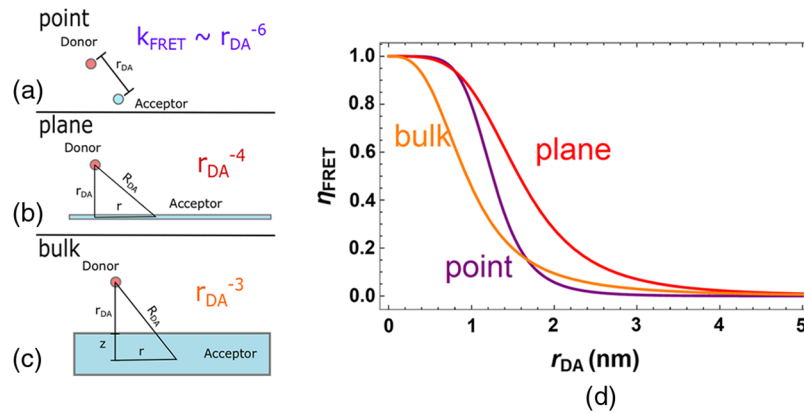 point
Donor
k_FRET ~ r_DA^-6
r_DA
Acceptor
(a)
plane
Donor
r_DA^-4
r_DA
R_DA
Acceptor
r
(b)
bulk
Donor
r_DA^-3
r_DA
R_DA
z
r
Acceptor
(c)
1.0
0.8
0.6
0.4
0.2
0.0
η_FRET
bulk
plane
point
0 1 2 3 4 5
r_DA (nm)
(d)